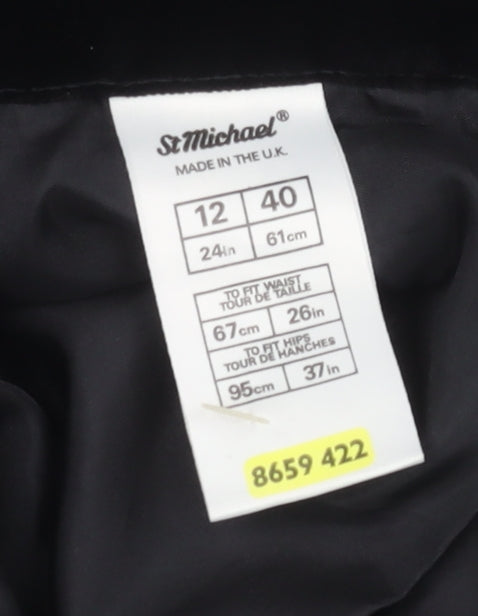 St Michael®
MADE IN THE U.K.
12 40
24in 61cm
TO FIT WAIST
TOUR DE TAILLE
67cm 26in
TO FIT HIPS
TOUR DE HANCHES
95cm 37in
8659 422